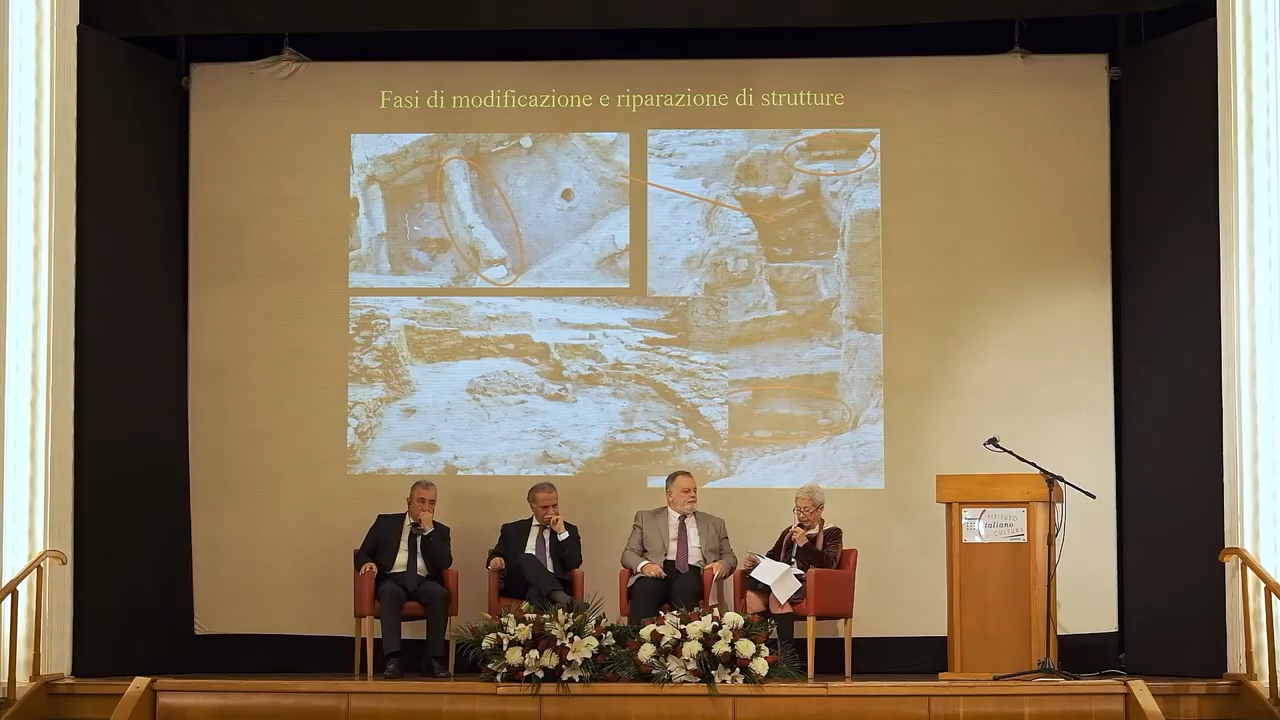 Fasi di modificazione e riparazione di strutture
ISTITUTO
italiano
CULTURA